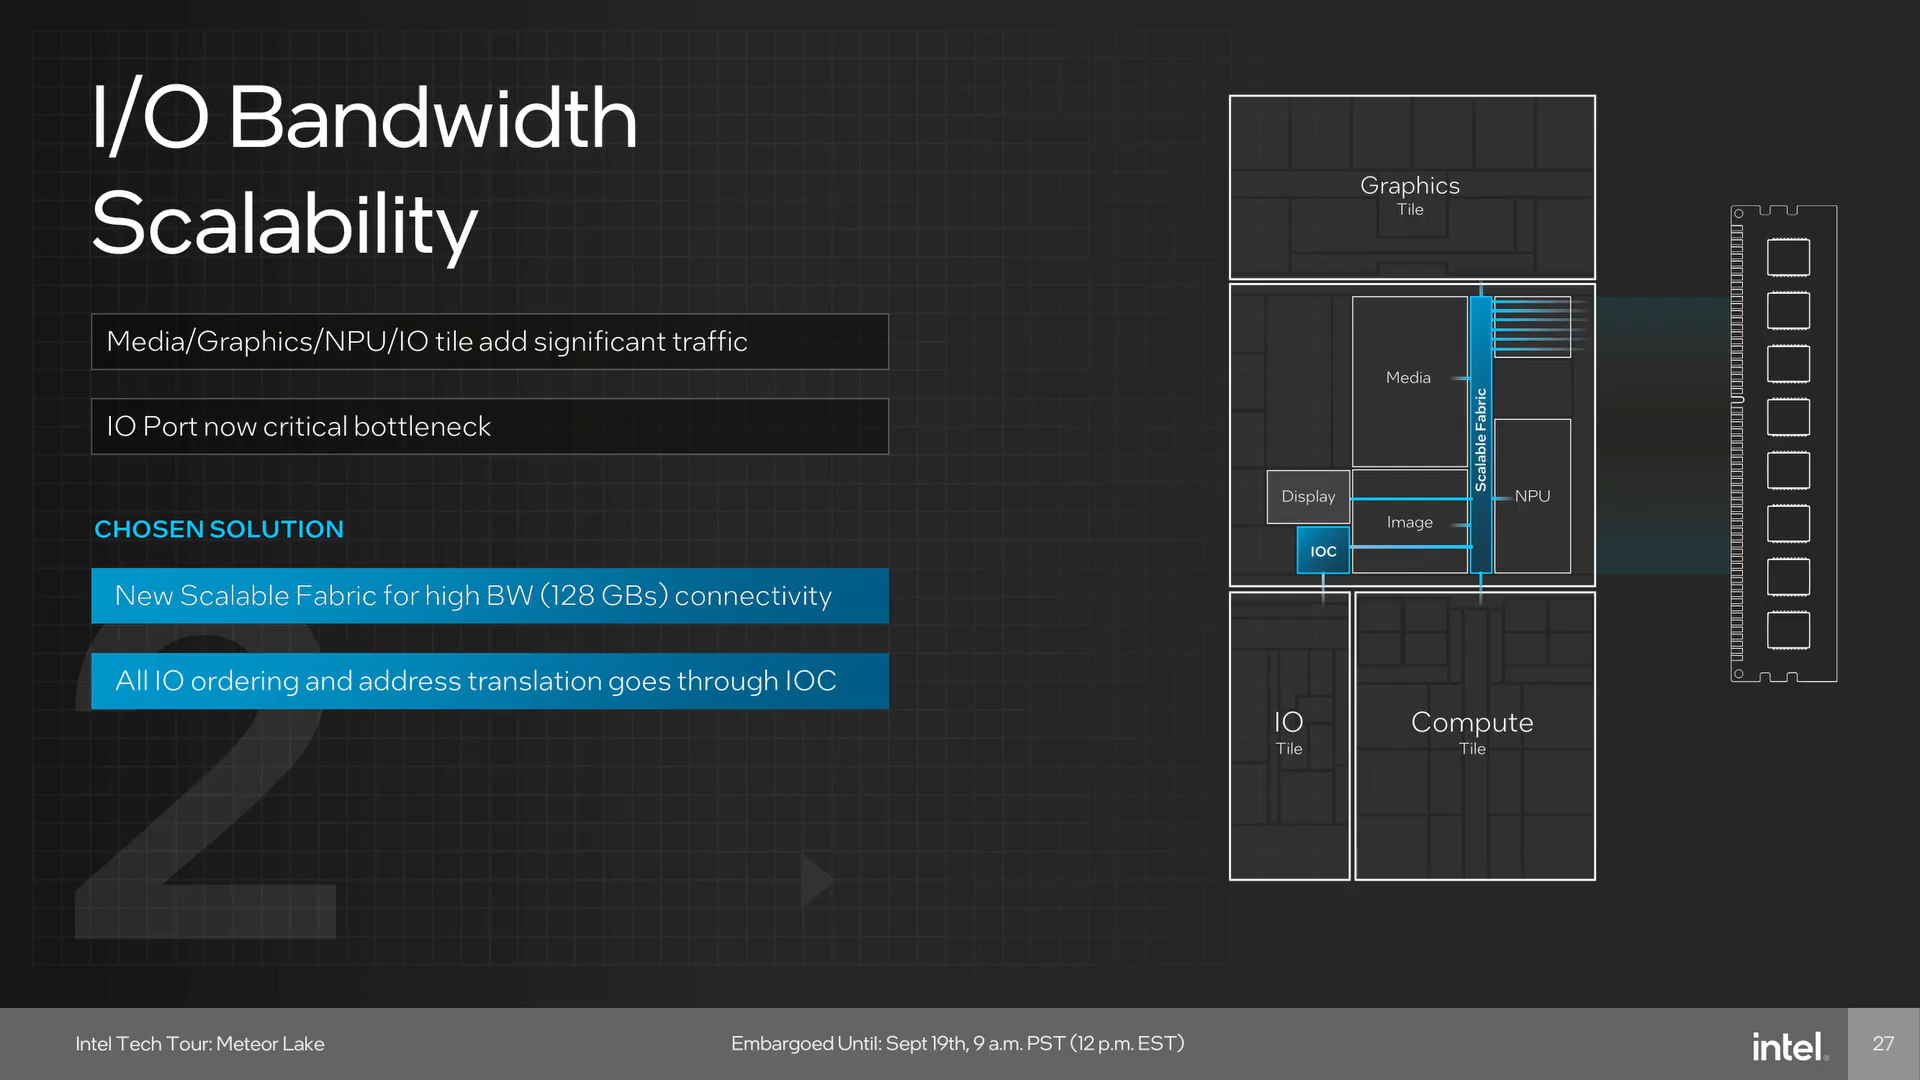 I/O Bandwidth
Scalability
Media/Graphics/NPU/IO tile add significant traffic
IO Port now critical bottleneck
CHOSEN SOLUTION
New Scalable Fabric for high BW (128 GBs) connectivity
All IO ordering and address translation goes through IOC
2
Graphics
Tile
Media
Scalable Fabric
Display
Image
NPU
IOC
IO
Tile
Compute
Tile
Intel Tech Tour: Meteor Lake
Embargoed Until: Sept 19th, 9 a.m. PST (12 p.m. EST)
intel®
27